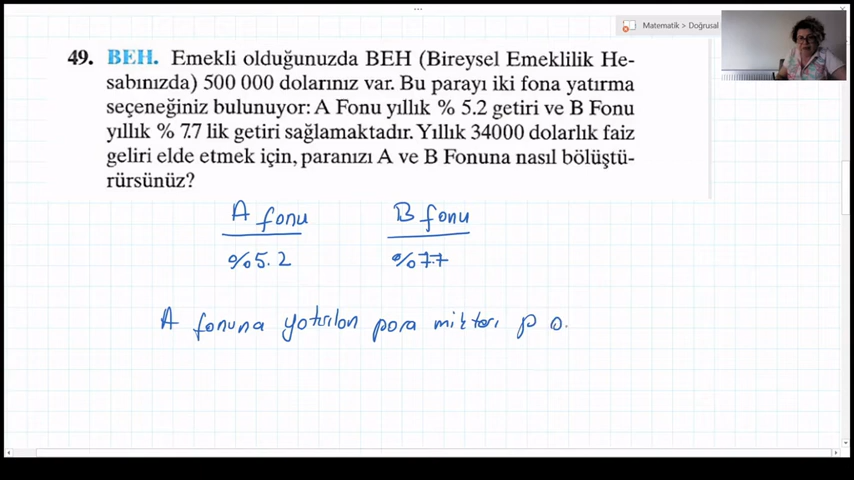 Matematik > Doğrusal
49. BEH. Emekli olduğunuzda BEH (Bireysel Emeklilik He-
sabınızda) 500 000 dolarınız var. Bu parayı iki fona yatırma
seçeneğiniz bulunuyor: A Fonu yıllık % 5.2 getiri ve B Fonu
yıllık % 7.7 lik getiri sağlamaktadır. Yıllık 34000 dolarlık faiz
geliri elde etmek için, paranızı A ve B Fonuna nasıl bölüştü-
rürsünüz?
A fonu B fonu
%5.2 %7.7
A fonuna yatırılan para miktarı p o.